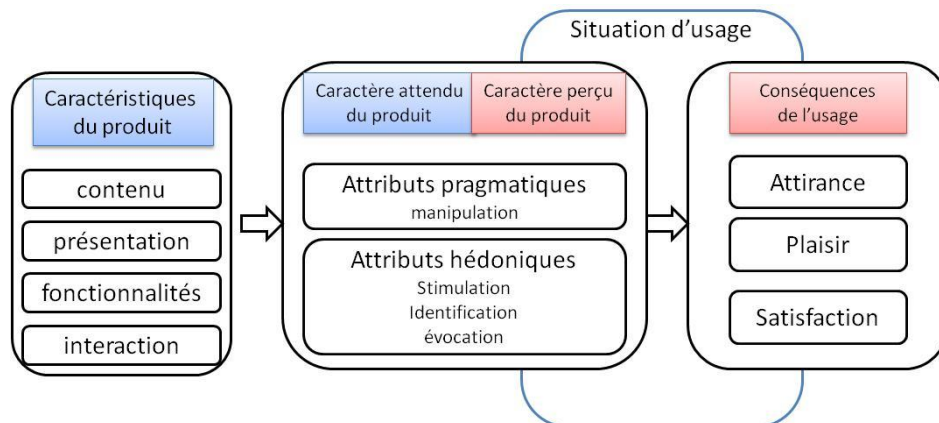 Situation d'usage
Caractéristiques
du produit
contenu
présentation
fonctionnalités
interaction
Caractère attendu
du produit
Caractère perçu
du produit
Attributs pragmatiques
manipulation
Attributs hédoniques
Stimulation
Identification
évocation
Conséquences
de l'usage
Attirance
Plaisir
Satisfaction